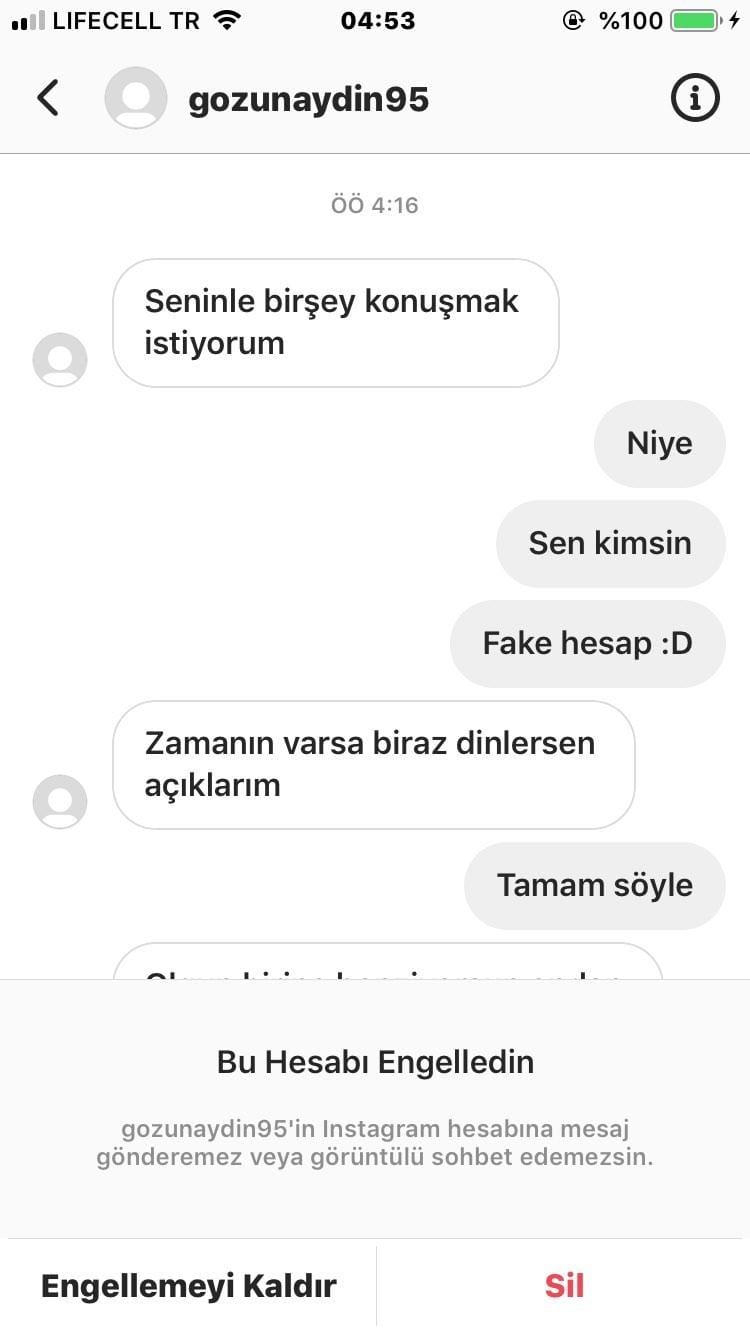 LIFECELL TR 04:53 %100
gozunaydin95
ÖÖ 4:16
Seninle birşey konuşmak
istiyorum
Niye
Sen kimsin
Fake hesap :D
Zamanın varsa biraz dinlersen
açıklarım
Tamam söyle
Bu Hesabı Engelledin
gozunaydin95'in Instagram hesabına mesaj
gönderemez veya görüntülü sohbet edemezsin.
Engellemeyi Kaldır Sil